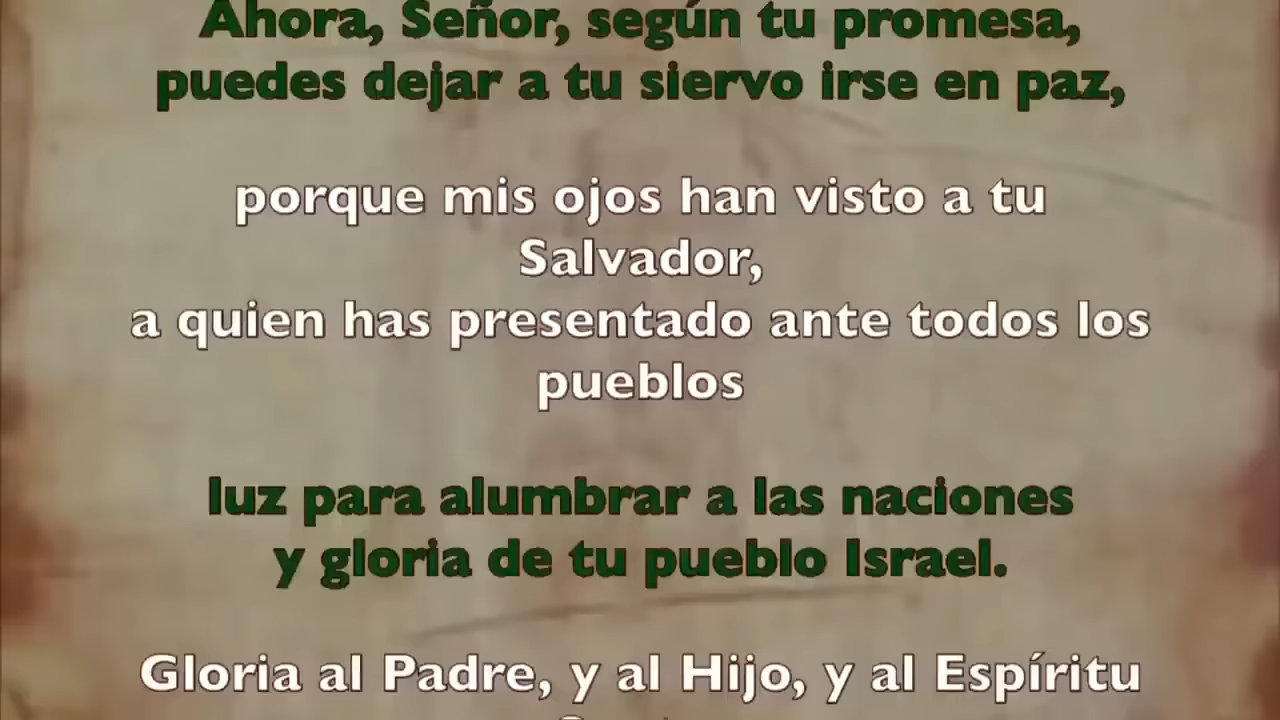 Ahora, Señor, según tu promesa,
puedes dejar a tu siervo irse en paz,
porque mis ojos han visto a tu
Salvador,
a quien has presentado ante todos los
pueblos
luz para alumbrar a las naciones
y gloria de tu pueblo Israel.
Gloria al Padre, y al Hijo, y al Espíritu